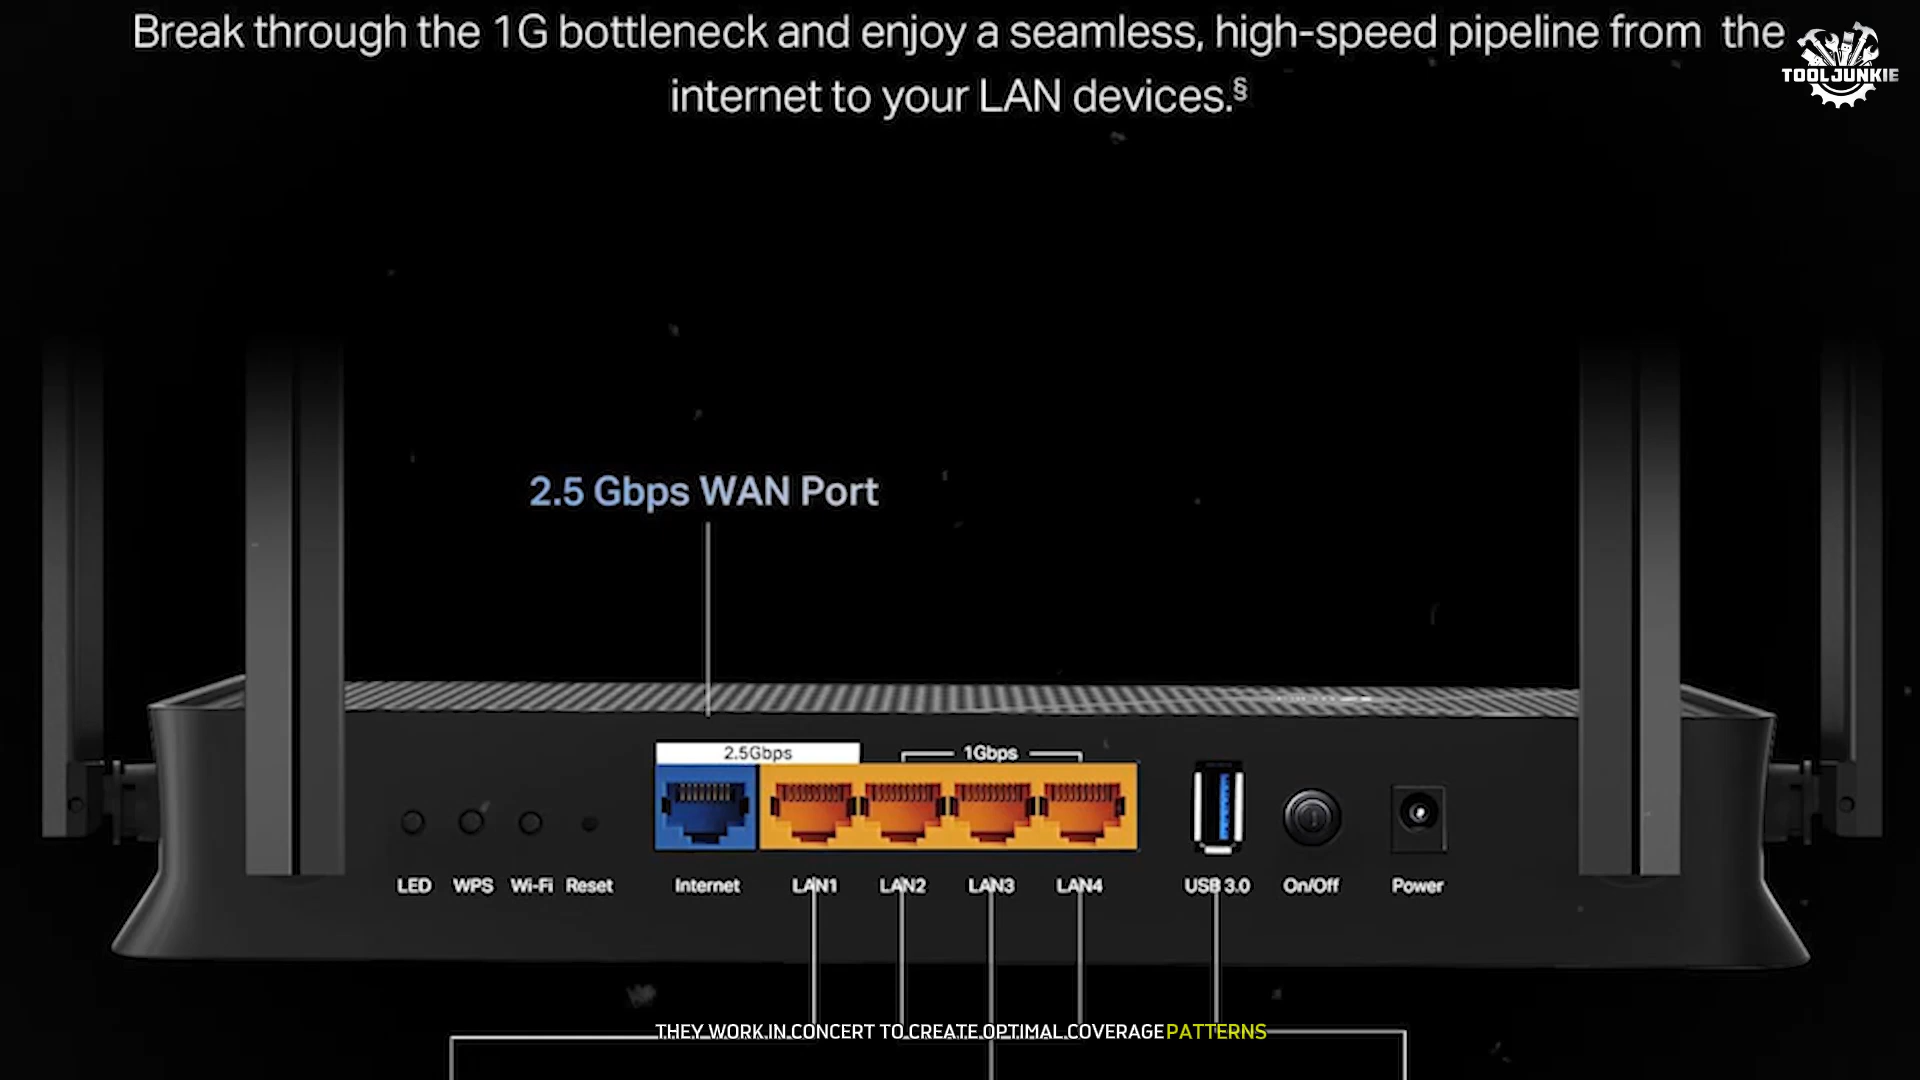 Break through the 1G bottleneck and enjoy a seamless, high-speed pipeline from the
internet to your LAN devices.§
TOOLJUNKIE
2.5 Gbps WAN Port
2.5Gbps
1Gbps
LED WPS Wi-Fi Reset Internet LAN1 LAN2 LAN3 LAN4 USB 3.0 On/Off Power
THEY WORK IN CONCERT TO CREATE OPTIMAL COVERAGE PATTERNS